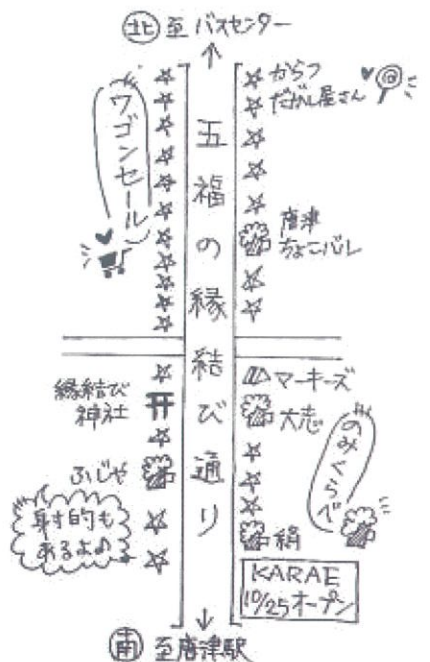 北 至 バスセンター
からつ
だがし屋さん
ワゴンセール
五福の縁結び通り
唐津
ちょこバル
縁結び
神社
マーキーズ
大志
のみくらべ
ふじや
射的も
あるよ♪
絹
KARAE
10/25オープン
南 至唐津駅